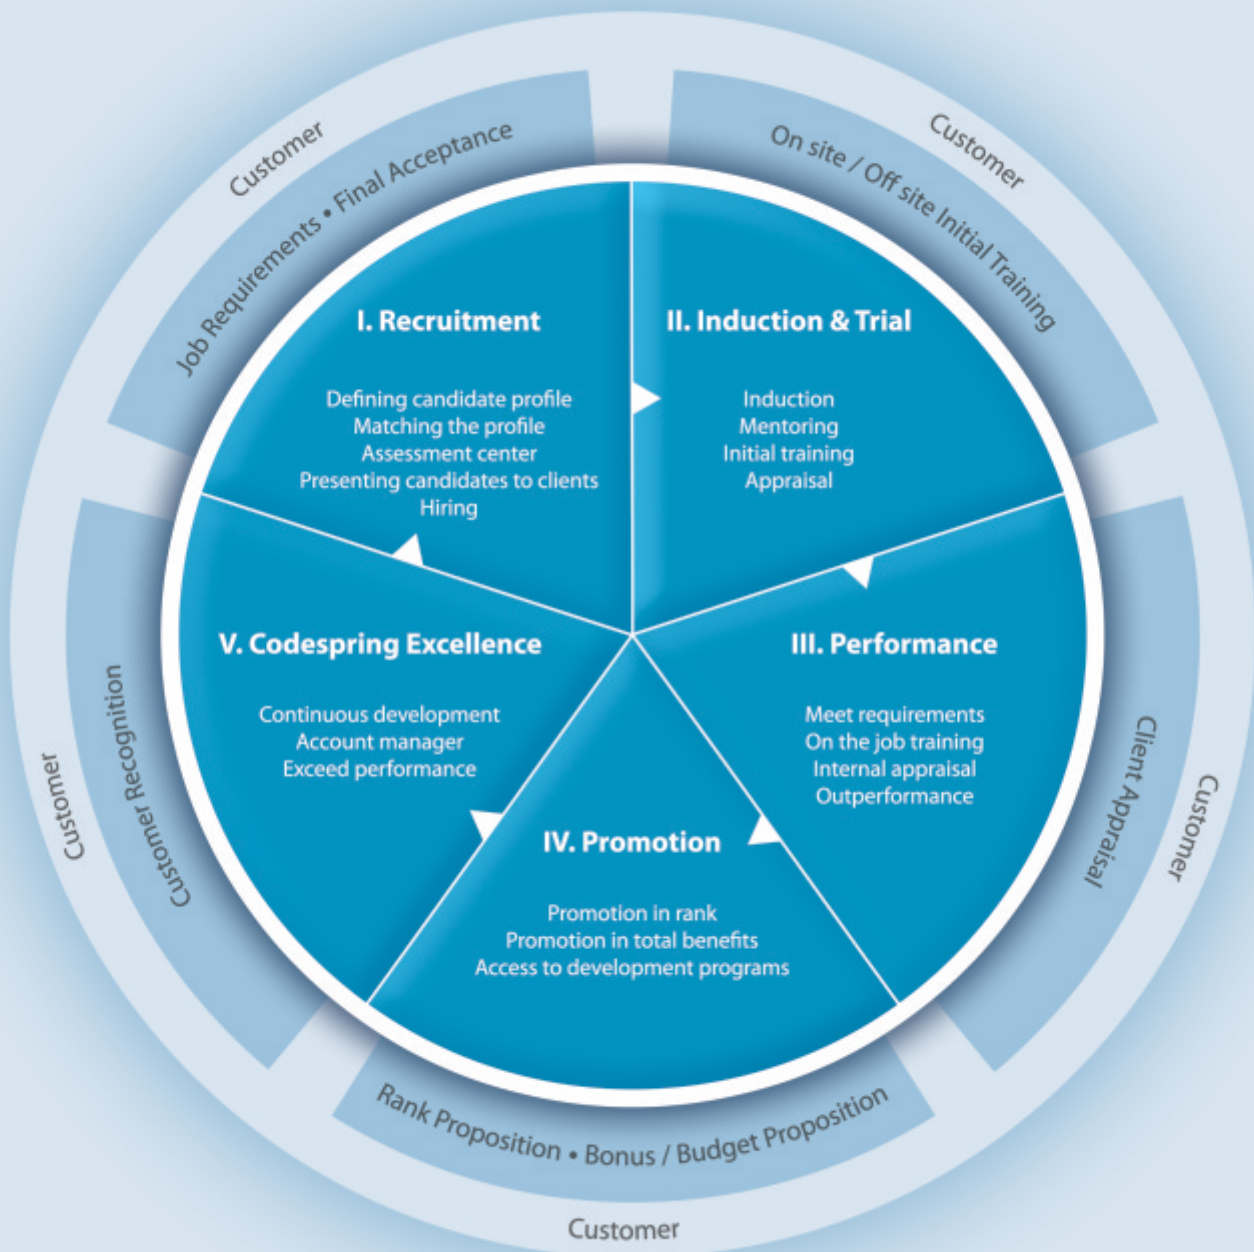 Customer
Job Requirements • Final Acceptance
I. Recruitment
Defining candidate profile
Matching the profile
Assessment center
Presenting candidates to clients
Hiring
Customer
On site / Off site Initial Training
II. Induction & Trial
Induction
Mentoring
Initial training
Appraisal
III. Performance
Meet requirements
On the job training
Internal appraisal
Outperformance
Client Appraisal
Customer
IV. Promotion
Promotion in rank
Promotion in total benefits
Access to development programs
Rank Proposition • Bonus / Budget Proposition
Customer
V. Codespring Excellence
Continuous development
Account manager
Exceed performance
Customer Recognition
Customer